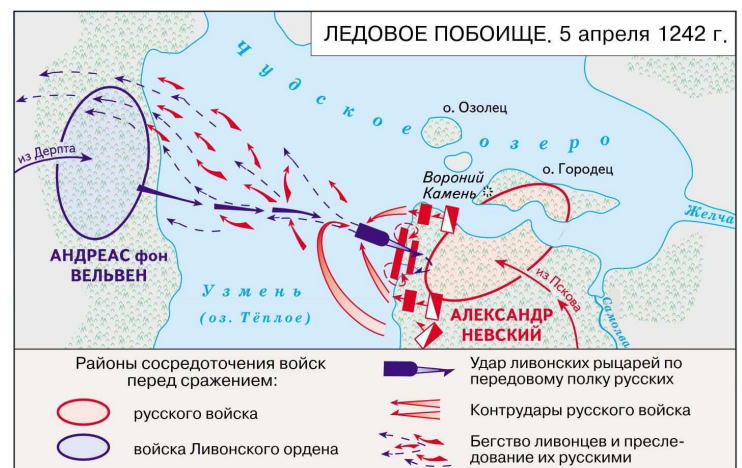 ЛЕДОВОЕ ПОБОИЩЕ. 5 апреля 1242 г.
Чудское озеро
о. Озолец
о. Городец
Вороний
Камень
Желча
из Дерпта
АНДРЕАС фон
ВЕЛЬВЕН
Узмень
(оз. Тёплое)
из Пскова
АЛЕКСАНДР
НЕВСКИЙ
Самолва
Районы сосредоточения войск
перед сражением:
русского войска
войска Ливонского ордена
Удар ливонских рыцарей по
передовому полку русских
Контрудары русского войска
Бегство ливонцев и пресле-
дование их русскими